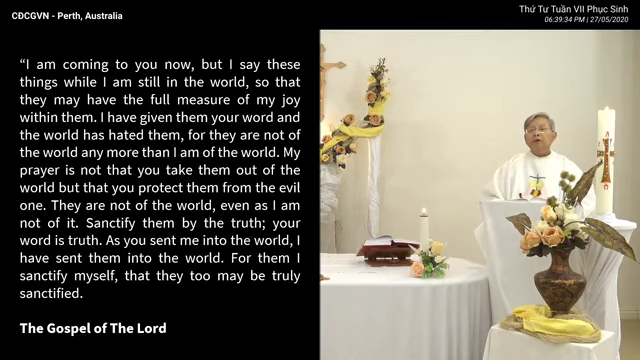 CĐCGVN - Perth, Australia
Thứ Tư Tuần VII Phục Sinh
06:39:34 PM | 27/05/2020
“I am coming to you now, but I say these
things while I am still in the world, so that
they may have the full measure of my joy
within them. I have given them your word and
the world has hated them, for they are not of
the world any more than I am of the world. My
prayer is not that you take them out of the
world but that you protect them from the evil
one. They are not of the world, even as I am
not of it. Sanctify them by the truth; your
word is truth. As you sent me into the world, I
have sent them into the world. For them I
sanctify myself, that they too may be truly
sanctified.
The Gospel of The Lord